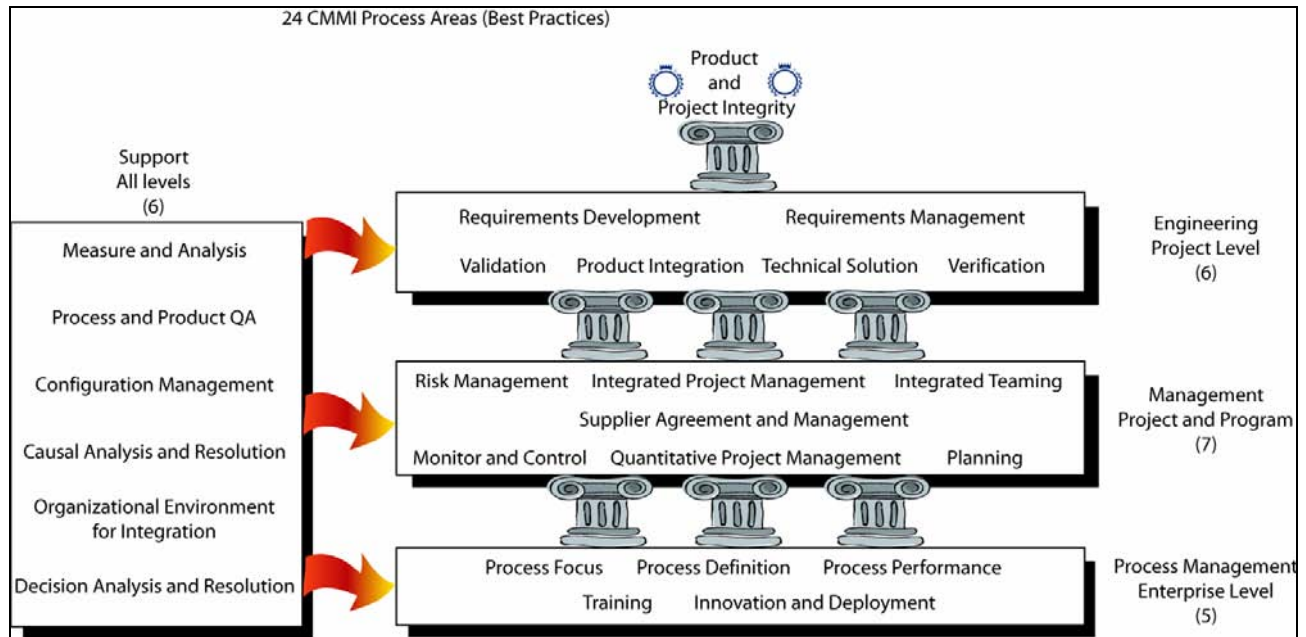 24 CMMI Process Areas (Best Practices)
Product
and
Project Integrity
Support
All levels
(6)
Measure and Analysis
Process and Product QA
Configuration Management
Causal Analysis and Resolution
Organizational Environment
for Integration
Decision Analysis and Resolution
Requirements Development Requirements Management
Validation Product Integration Technical Solution Verification
Engineering
Project Level
(6)
Risk Management Integrated Project Management Integrated Teaming
Supplier Agreement and Management
Monitor and Control Quantitative Project Management Planning
Management
Project and Program
(7)
Process Focus Process Definition Process Performance
Training Innovation and Deployment
Process Management
Enterprise Level
(5)